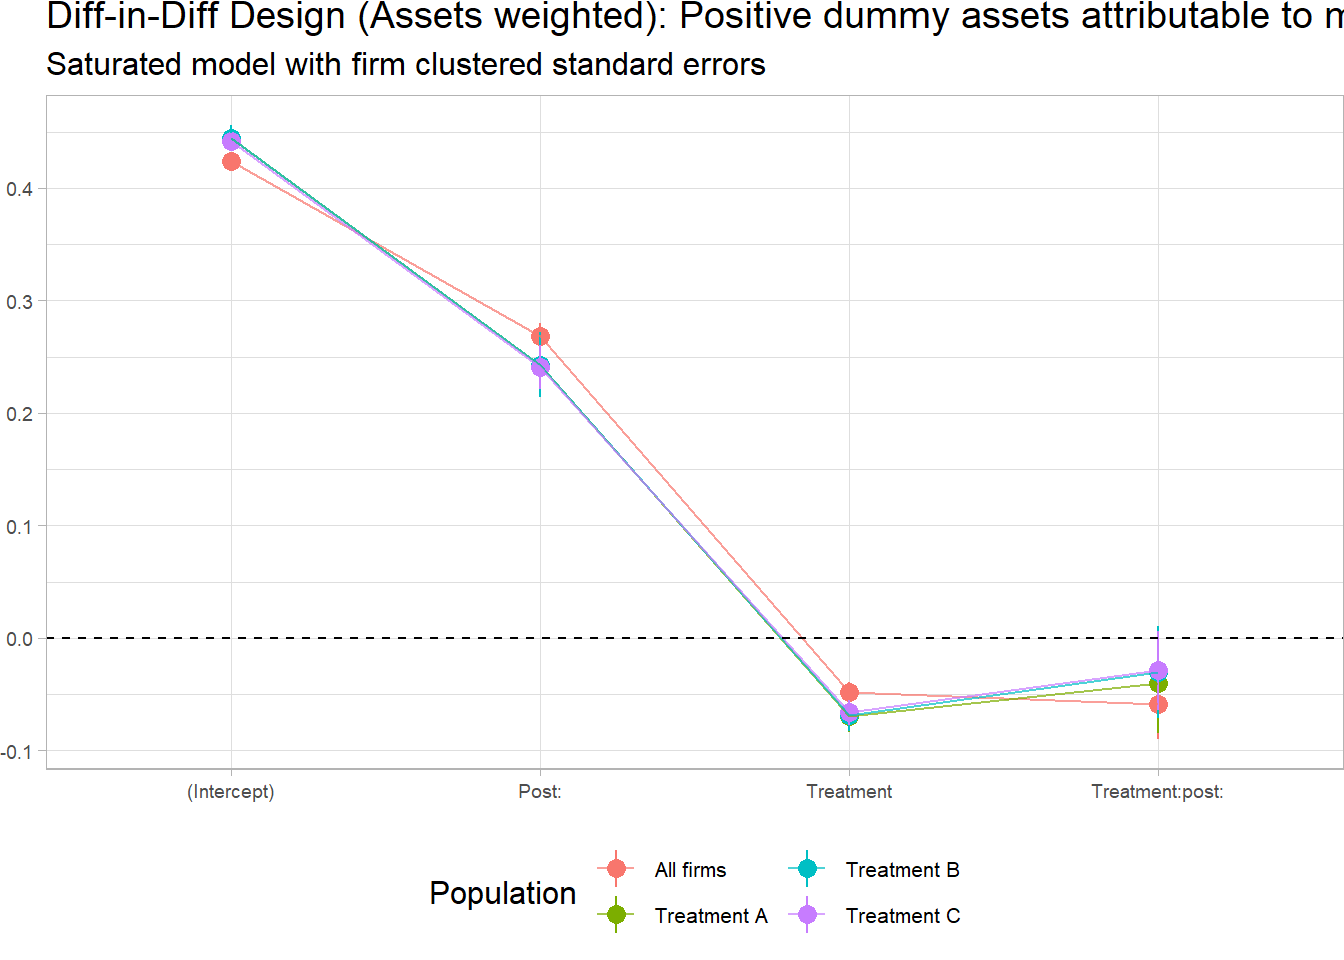 Diff-in-Diff Design (Assets weighted): Positive dummy assets attributable to
Saturated model with firm clustered standard errors
0.4
0.3
0.2
0.1
0.0
-0.1
(Intercept) Post: Treatment Treatment:post:
Population
All firms Treatment B
Treatment A Treatment C